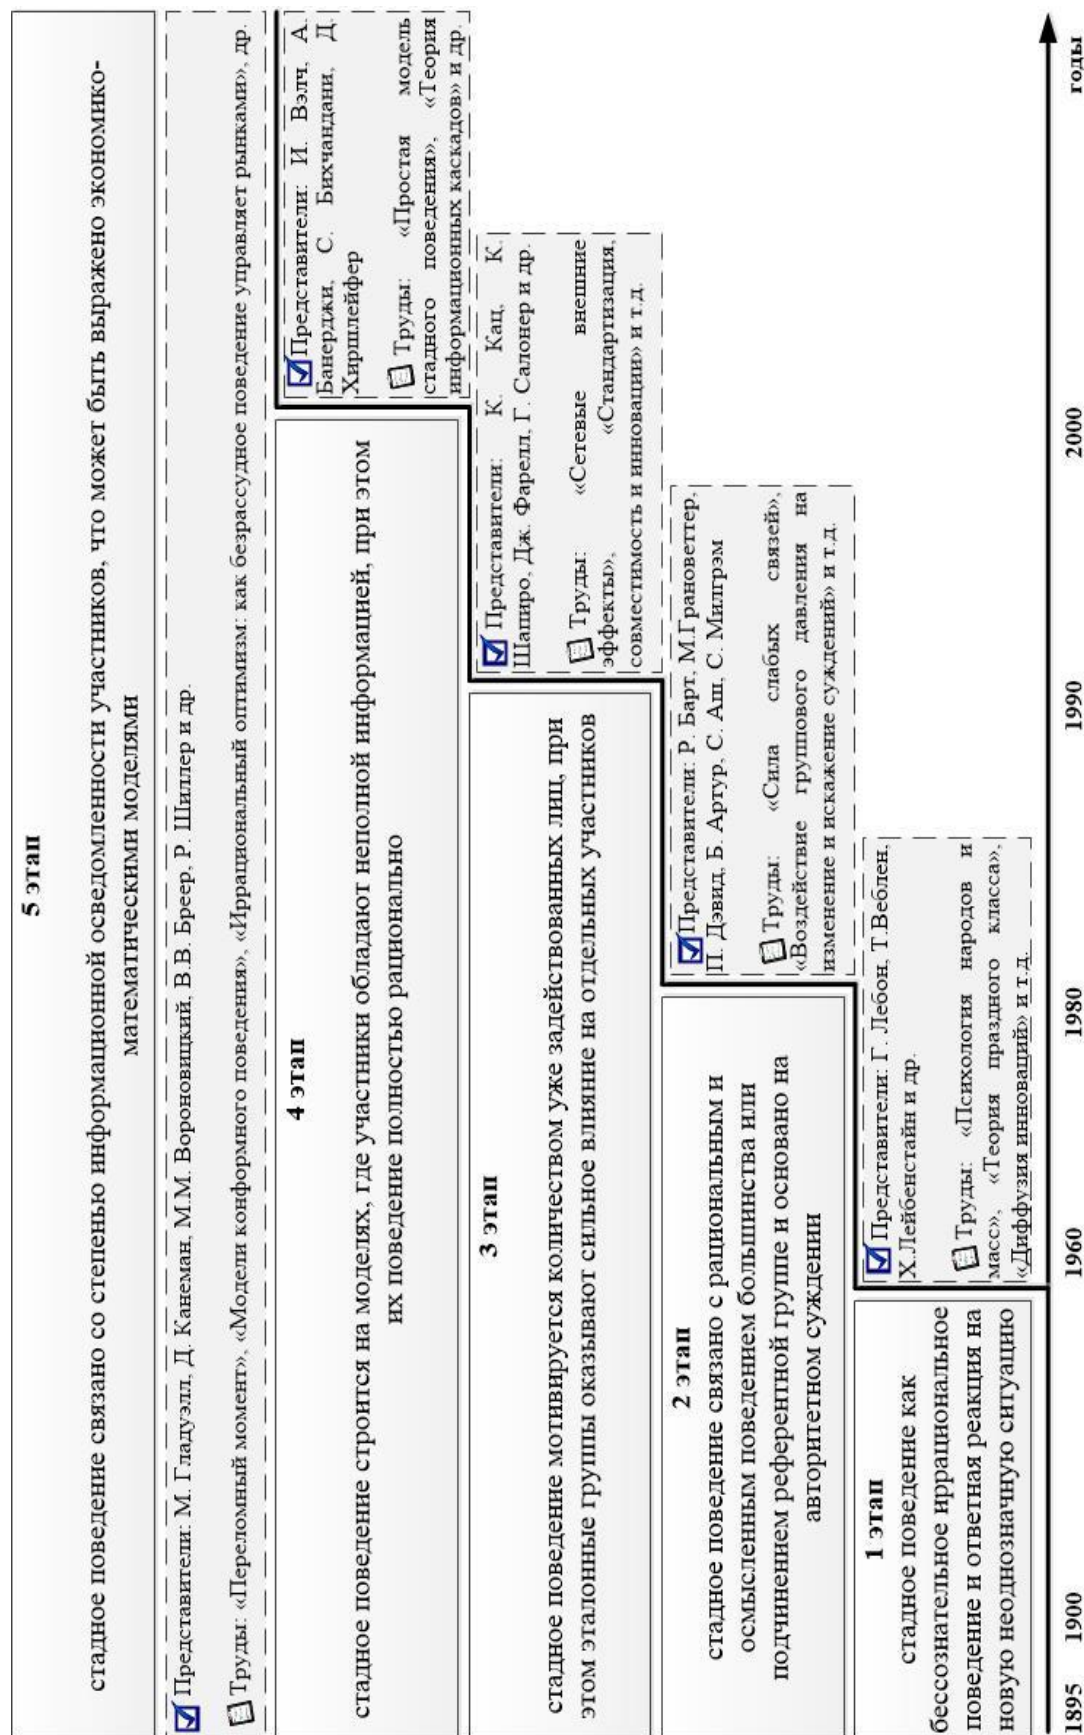 5 этап
стадное поведение связано со степенью информационной осведомленности участников, что может быть выражено экономико-
математическими моделями
Представители: М. Гладуэлл, Д. Канеман, М.М. Вороновицкий, В.В. Бреер, Р. Шиллер и др.
Труды: «Переломный момент», «Модели конформного поведения», «Иррациональный оптимизм: как безрассудное поведение управляет рынками», др.
4 этап
стадное поведение строится на моделях, где участники обладают неполной информацией, при этом
их поведение полностью рационально
Представители: И. Вэлч, А.
Банерджи, С. Бихчандани, Д.
Хиршлейфер
Труды: «Простая модель
стадного поведения», «Теория
информационных каскадов» и др.
3 этап
стадное поведение мотивируется количеством уже задействованных лиц, при
этом эталонные группы оказывают сильное влияние на отдельных участников
Представители: К. Кац, К.
Шапиро, Дж. Фарелл, Г. Салонер и др.
Труды: «Сетевые внешние
эффекты», «Стандартизация,
совместимость и инновации» и т.д.
2 этап
стадное поведение связано с рациональным и
осмысленным поведением большинства или
подчинением референтной группе и основано на
авторитетном суждении
Представители: Р. Барт, М.Грановеттер,
П. Дэвид, Б. Артур, С. Аш, С. Милгрэм
Труды: «Сила слабых связей»,
«Воздействие группового давления на
изменение и искажение суждений» и т.д.
1 этап
стадное поведение как
бессознательное иррациональное
поведение и ответная реакция на
новую неоднозначную ситуацию
Представители: Г. Лебон, Т.Веблен,
Х.Лейбенстайн и др.
Труды: «Психология народов и
масс», «Теория праздного класса»,
«Диффузия инноваций» и т.д.
1895 1900 1960 1980 1990 2000 годы